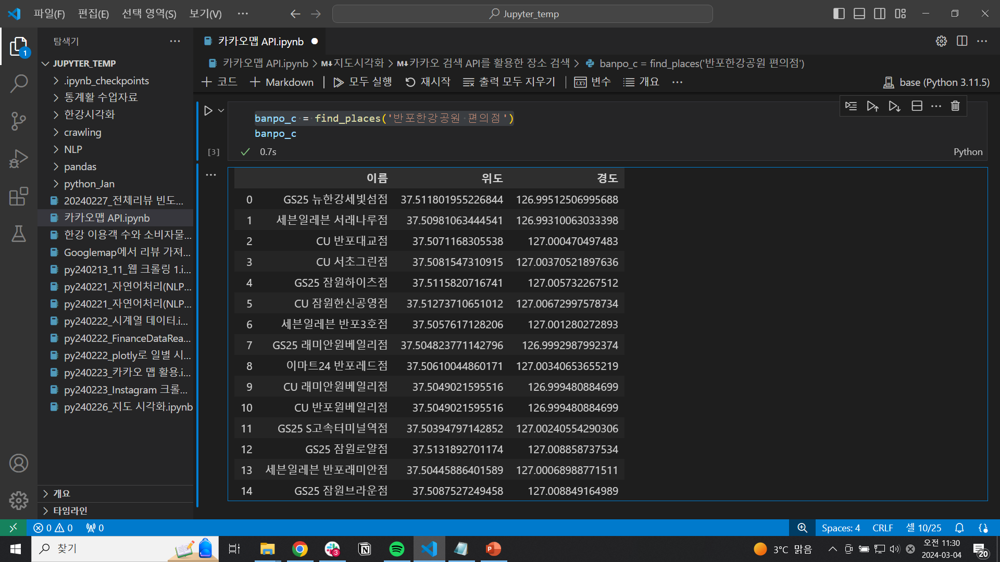 파일(F) 편집(E) 선택 영역(S) 보기(V) ··· Jupyter_temp
탐색기 ···
카카오맵 API.ipynb
카카오맵 API.ipynb > M↓지도시각화 > M↓카카오 검색 API를 활용한 장소 검색 > banpo_c = find_places('반포한강공원 편의점')
+ 코드 + Markdown | 모두 실행 재시작 출력 모두 지우기 | 변수 개요 ··· base (Python 3.11.5)
JUPYTER_TEMP
.ipynb_checkpoints
통계활 수업자료
한강시각화
crawling
NLP
pandas
python_Jan
20240227_전체리뷰 빈도...
카카오맵 API.ipynb
한강 이용객 수와 소비자물...
Googlemap에서 리뷰 가져...
py240213_11_웹 크롤링 1.i...
py240221_자연어처리(NLP...
py240221_자연어처리(NLP...
py240222_시계열 데이터.i...
py240222_FinanceDataRea...
py240222_plotly로 일별 시...
py240223_카카오 맵 활용.i...
py240223_Instagram 크롤...
py240226_지도 시각화.ipynb
개요
타임라인
banpo_c = find_places('반포한강공원 편의점')
banpo_c
[3] 0.7s Python
이름 위도 경도
0 GS25 뉴한강세빛섬점 37.511801955226844 126.99512506995688
1 세븐일레븐 서래나루점 37.50981063444541 126.99310063033398
2 CU 반포대교점 37.5071168305538 127.000470497483
3 CU 서초그린점 37.5081547310915 127.00370521897636
4 GS25 잠원하이츠점 37.5115820716741 127.005732267512
5 CU 잠원한신공영점 37.51273710651012 127.00672997578734
6 세븐일레븐 반포3호점 37.5057617128206 127.001280272893
7 GS25 래미안원베일리점 37.504823771142796 126.9992987992374
8 이마트24 반포레드점 37.50610044860171 127.00340653655219
9 CU 래미안원베일리점 37.5049021595516 126.999480884699
10 CU 반포원베일리점 37.5049021595516 126.999480884699
11 GS25 S고속터미널역점 37.50394797142852 127.00240554290306
12 GS25 잠원로얄점 37.5131892701174 127.008858737534
13 세븐일레븐 반포래미안점 37.50445886401589 127.00068988771511
14 GS25 잠원브라운점 37.5087527249458 127.008849164989
1
0 0 0 Spaces: 4 CRLF 셀 10/25
찾기 3 3°C 맑음 오전 11:30
2024-03-04 20